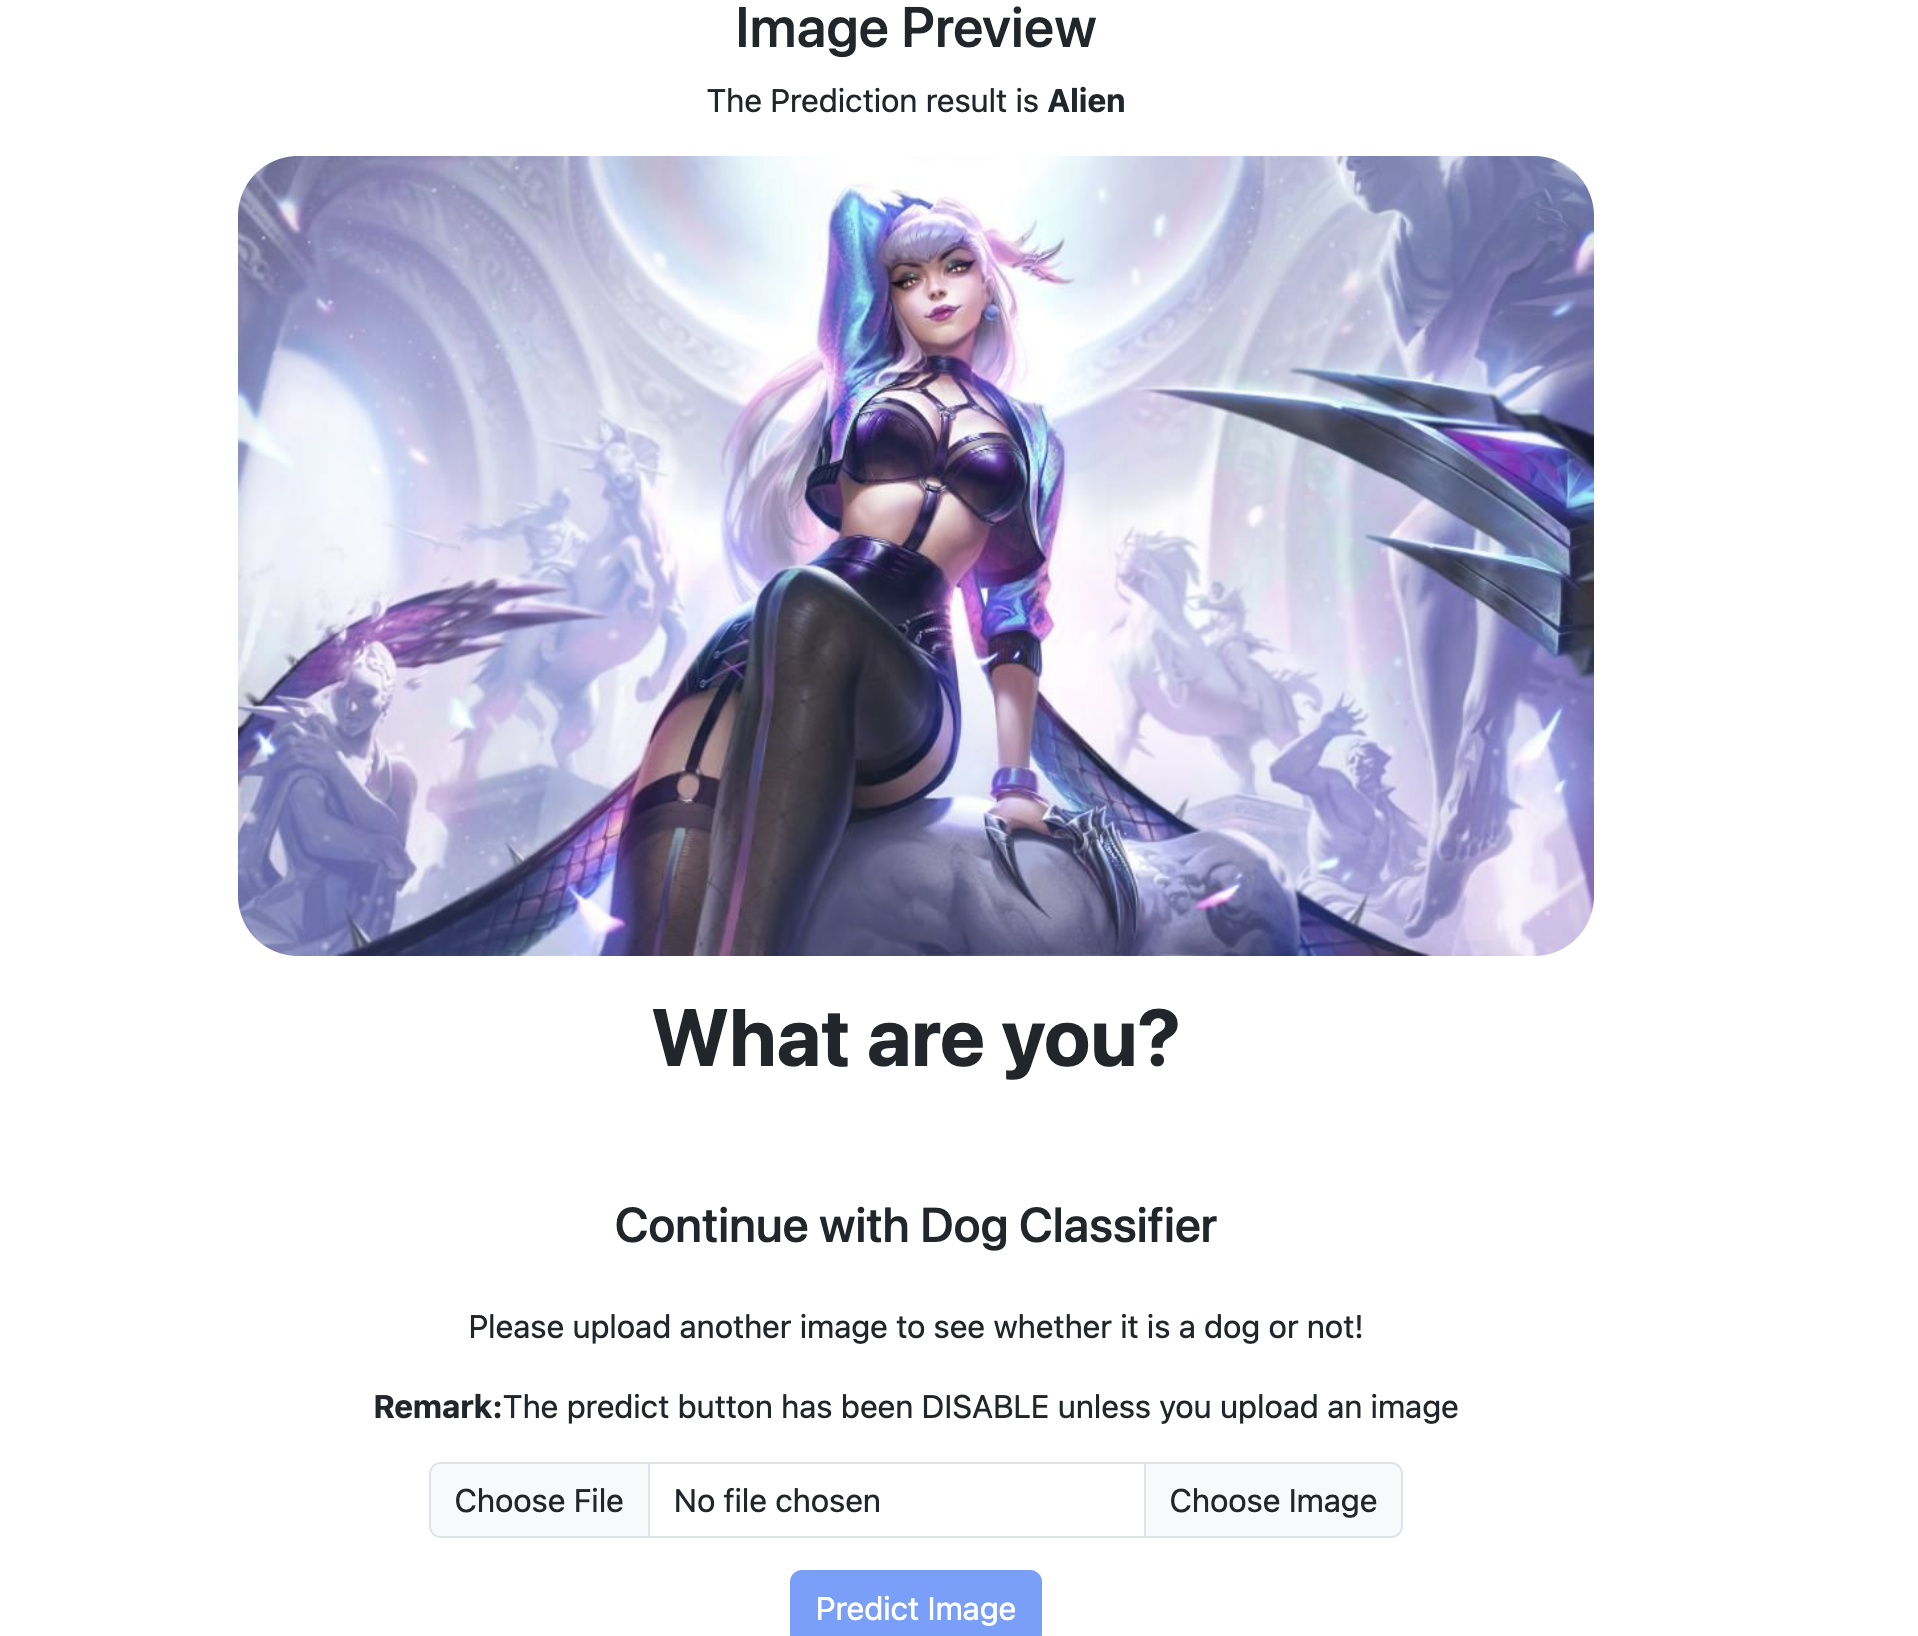 Image Preview
The Prediction result is Alien
What are you?
Continue with Dog Classifier
Please upload another image to see whether it is a dog or not!
Remark:The predict button has been DISABLE unless you upload an image
Choose File No file chosen Choose Image
Predict Image